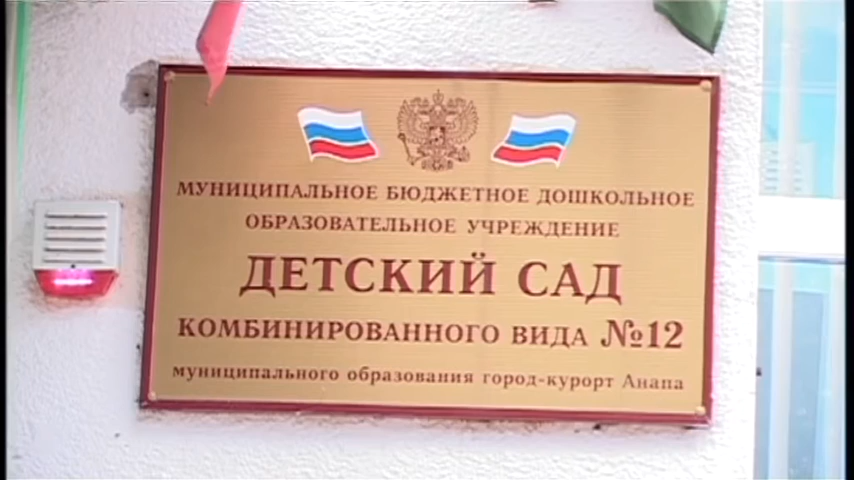 МУНИЦИПАЛЬНОЕ БЮДЖЕТНОЕ ДОШКОЛЬНОЕ
ОБРАЗОВАТЕЛЬНОЕ УЧРЕЖДЕНИЕ
ДЕТСКИЙ САД
КОМБИНИРОВАННОГО ВИДА №12
муниципального образования город-курорт Анапа